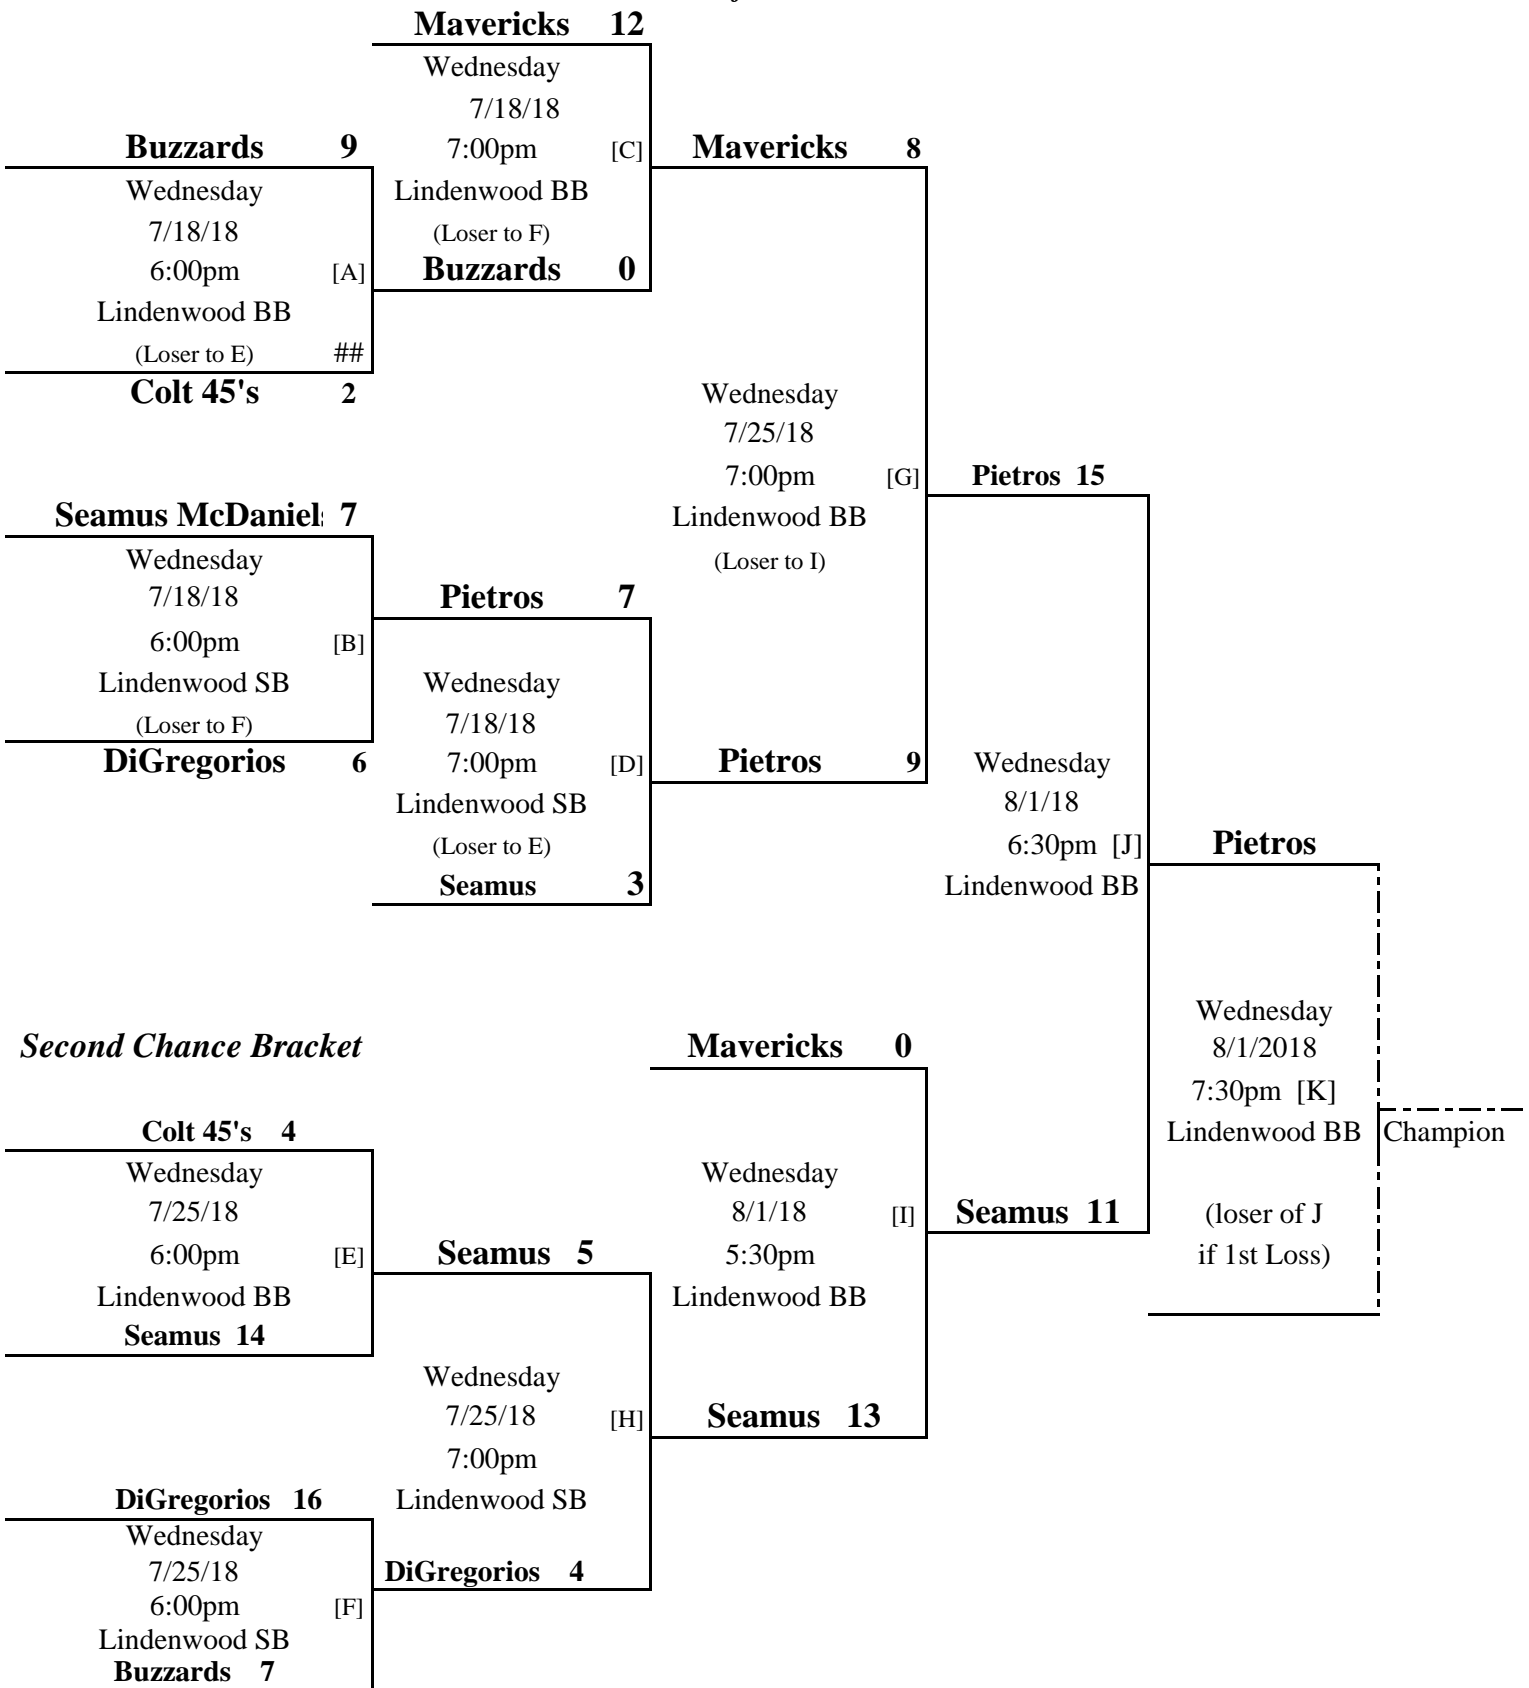 Mavericks 12
Wednesday
7/18/18
7:00pm [C]
Lindenwood BB
(Loser to F)
Buzzards 0
Buzzards 9
Wednesday
7/18/18
6:00pm [A]
Lindenwood BB
(Loser to E) ##
Colt 45's 2
Mavericks 8
Wednesday
7/25/18
7:00pm [G]
Lindenwood BB
(Loser to I)
Pietros 9
Seamus McDaniels 7
Wednesday
7/18/18
6:00pm [B]
Lindenwood SB
(Loser to F)
DiGregorios 6
Pietros 7
Wednesday
7/18/18
7:00pm [D]
Lindenwood SB
(Loser to E)
Seamus 3
Pietros 15
Wednesday
8/1/18
6:30pm [J]
Lindenwood BB
Pietros
Wednesday
8/1/2018
7:30pm [K]
Lindenwood BB
(loser of J
if 1st Loss)
Champion
Second Chance Bracket
Colt 45's 4
Wednesday
7/25/18
6:00pm [E]
Lindenwood BB
Seamus 14
Seamus 5
Wednesday
7/25/18 [H]
7:00pm
Lindenwood SB
DiGregorios 4
DiGregorios 16
Wednesday
7/25/18
6:00pm [F]
Lindenwood SB
Buzzards 7
Mavericks 0
Wednesday
8/1/18 [I]
5:30pm
Lindenwood BB
Seamus 13
Seamus 11